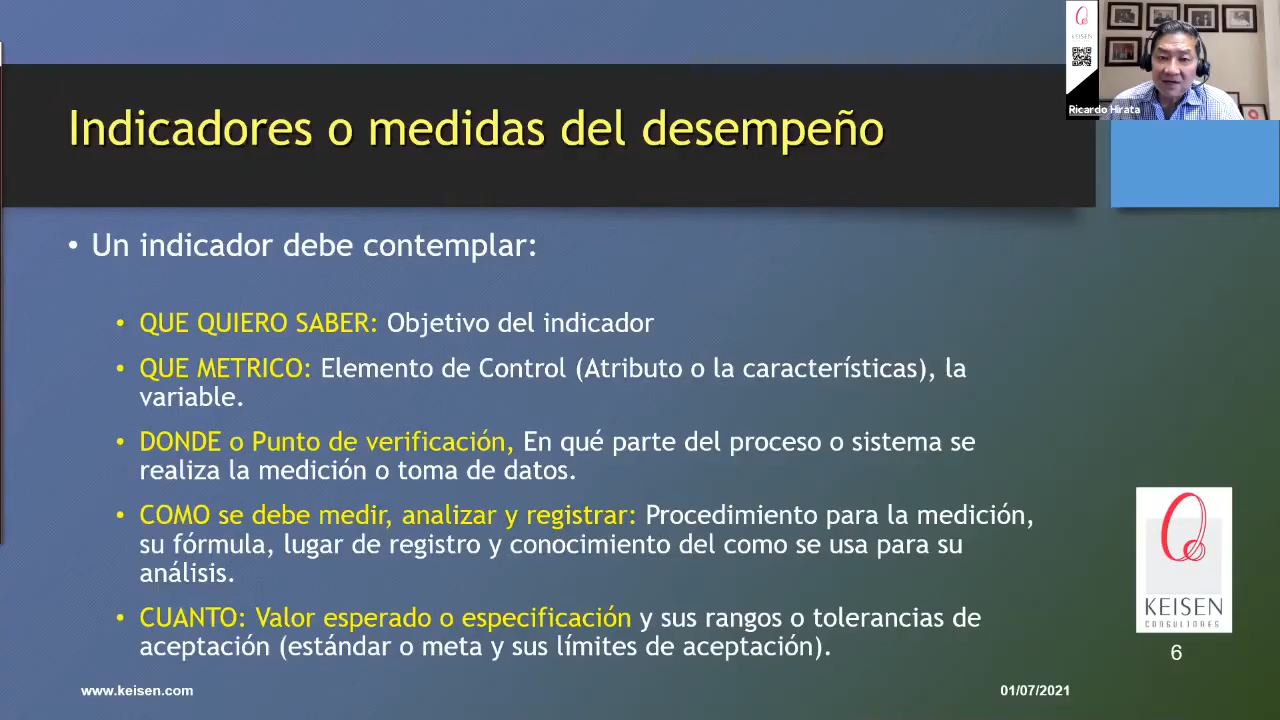 KEISEN
Ricardo Hirata
Indicadores o medidas del desempeño
• Un indicador debe contemplar:
• QUE QUIERO SABER: Objetivo del indicador
• QUE METRICO: Elemento de Control (Atributo o la características), la
variable.
• DONDE o Punto de verificación, En qué parte del proceso o sistema se
realiza la medición o toma de datos.
• COMO se debe medir, analizar y registrar: Procedimiento para la medición,
su fórmula, lugar de registro y conocimiento del como se usa para su
análisis.
• CUANTO: Valor esperado o especificación y sus rangos o tolerancias de
aceptación (estándar o meta y sus límites de aceptación).
KEISEN
CONSULTORES
6
www.keisen.com
01/07/2021